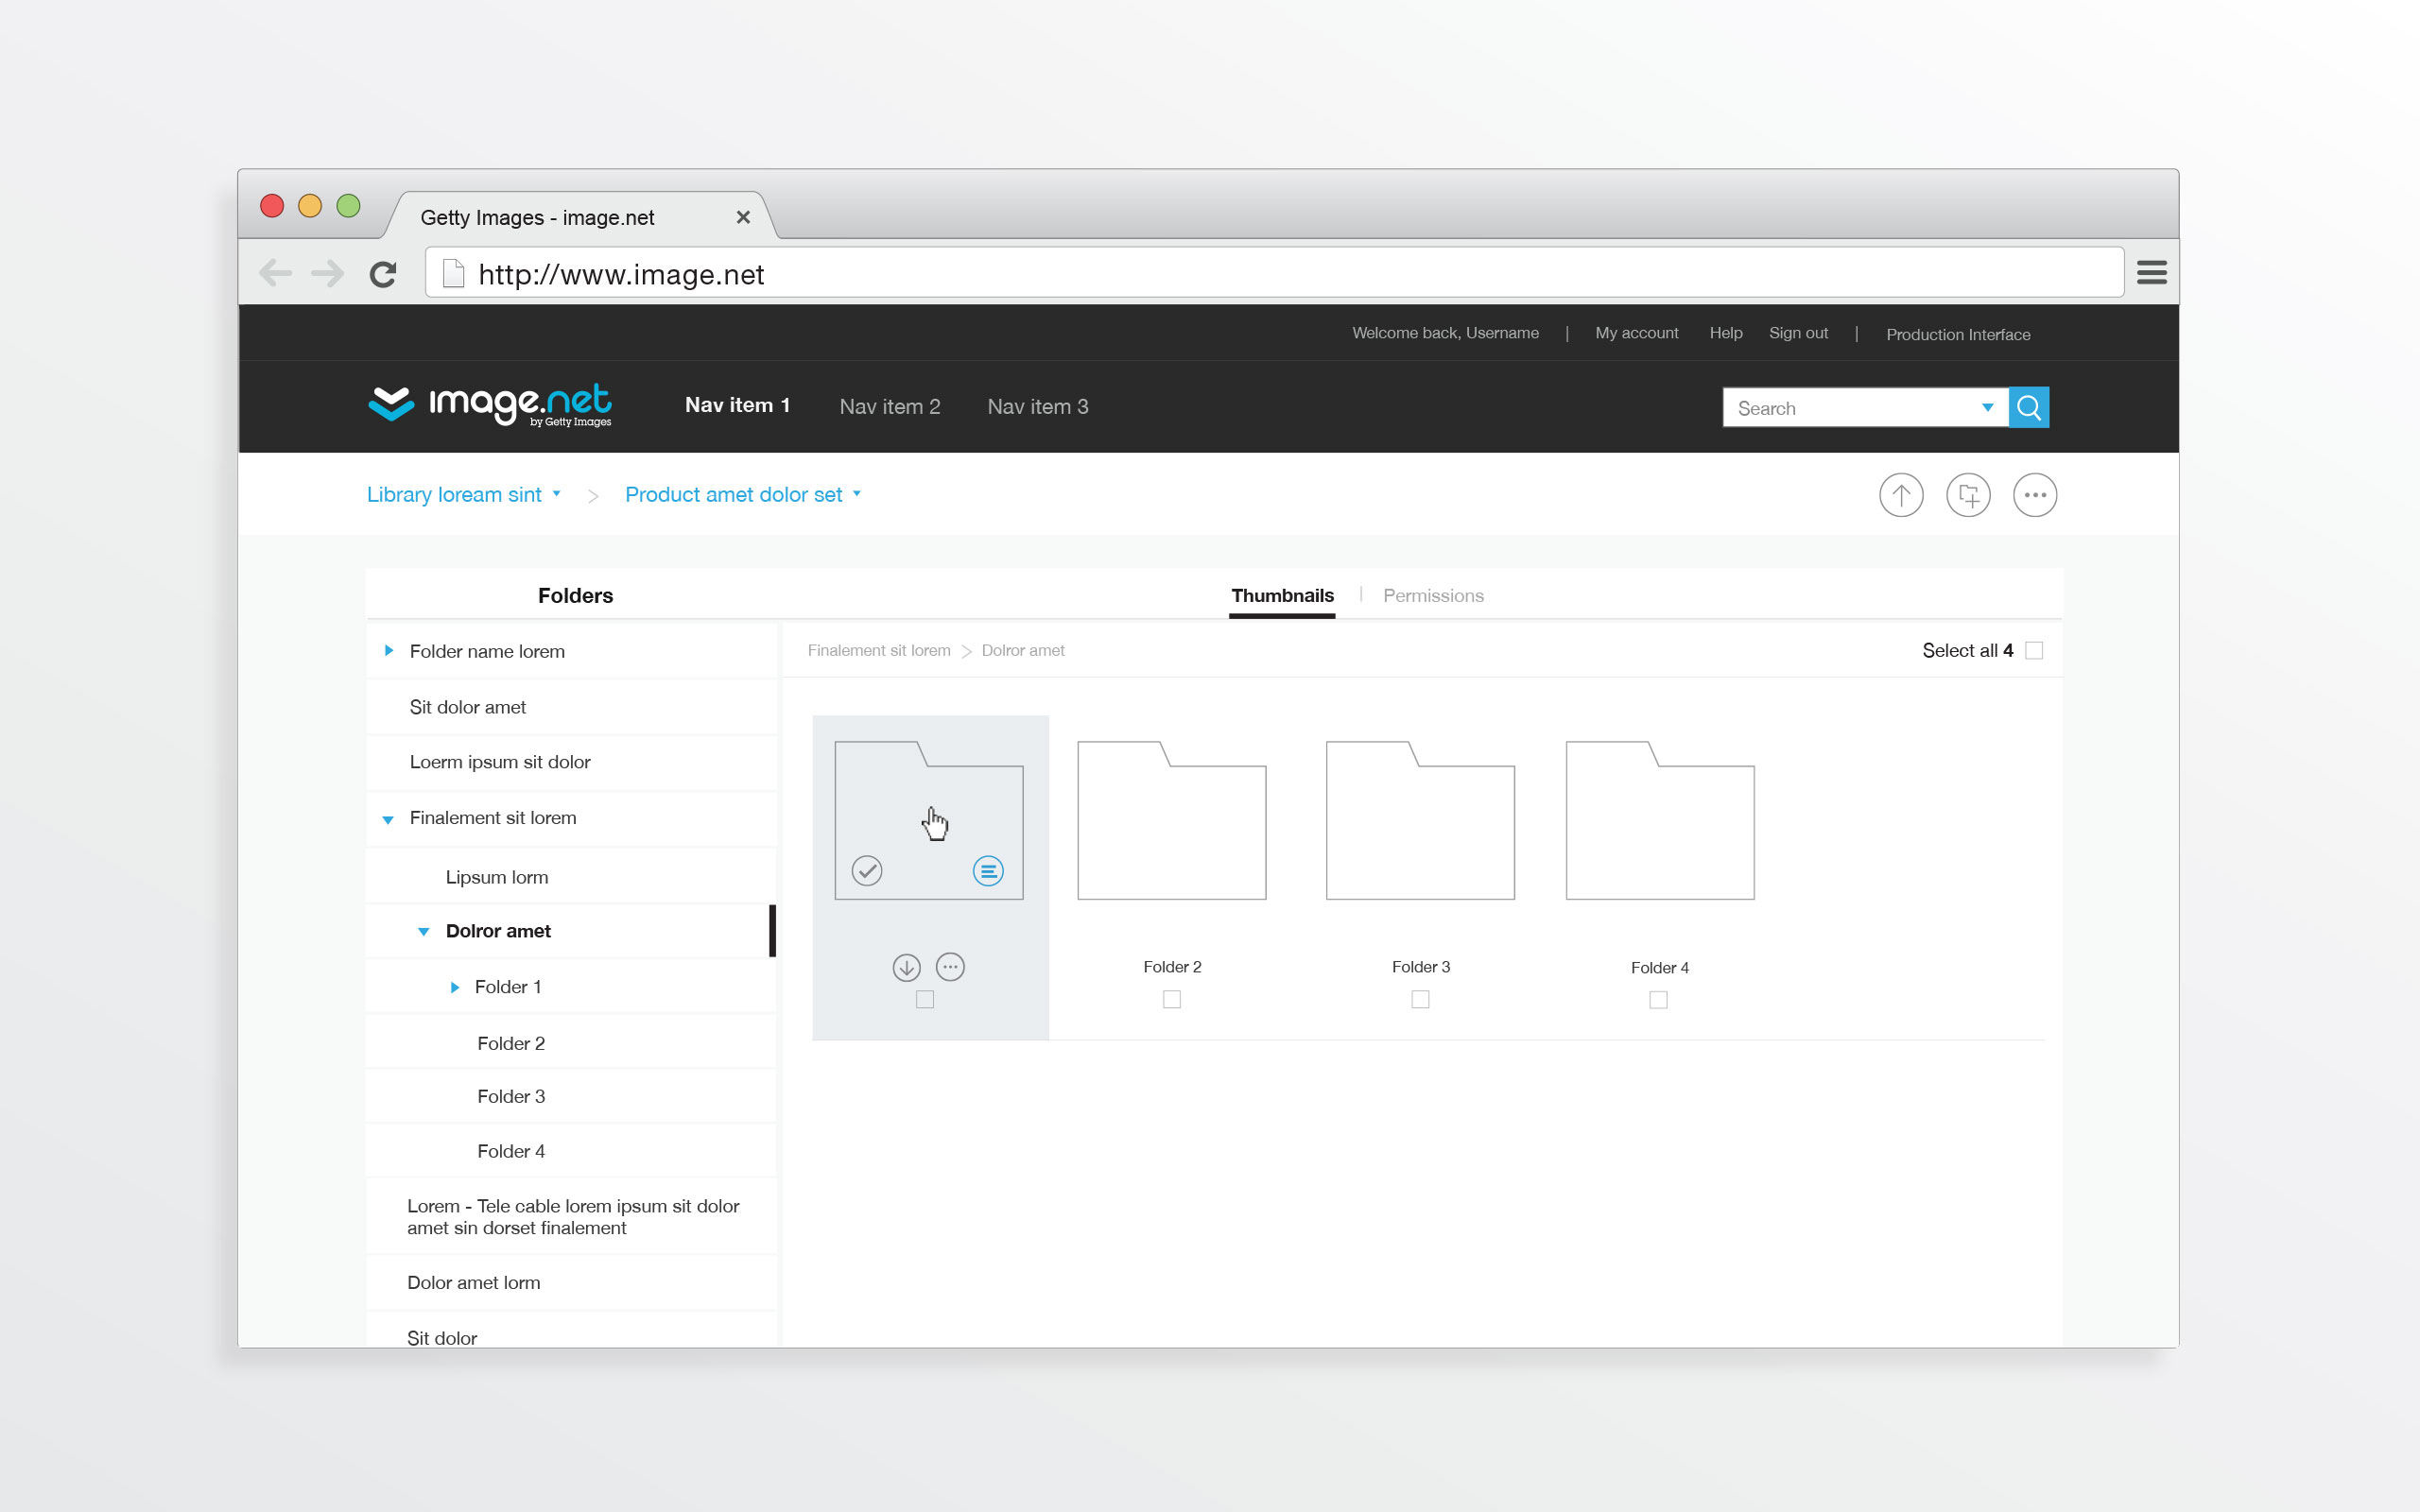 Getty Images - image.net
http://www.image.net
Welcome back, Username | My account Help Sign out | Production Interface
image.net
by Getty Images
Nav item 1 Nav item 2 Nav item 3
Search
Library loream sint > Product amet dolor set
Folders
Thumbnails | Permissions
Folder name lorem
Sit dolor amet
Loerm ipsum sit dolor
Finalement sit lorem
Lipsum lorm
Dolror amet
Folder 1
Folder 2
Folder 3
Folder 4
Lorem - Tele cable lorem ipsum sit dolor
amet sin dorset finalement
Dolor amet lorm
Sit dolor
Finalement sit lorem > Dolror amet
Select all 4
Folder 2
Folder 3
Folder 4